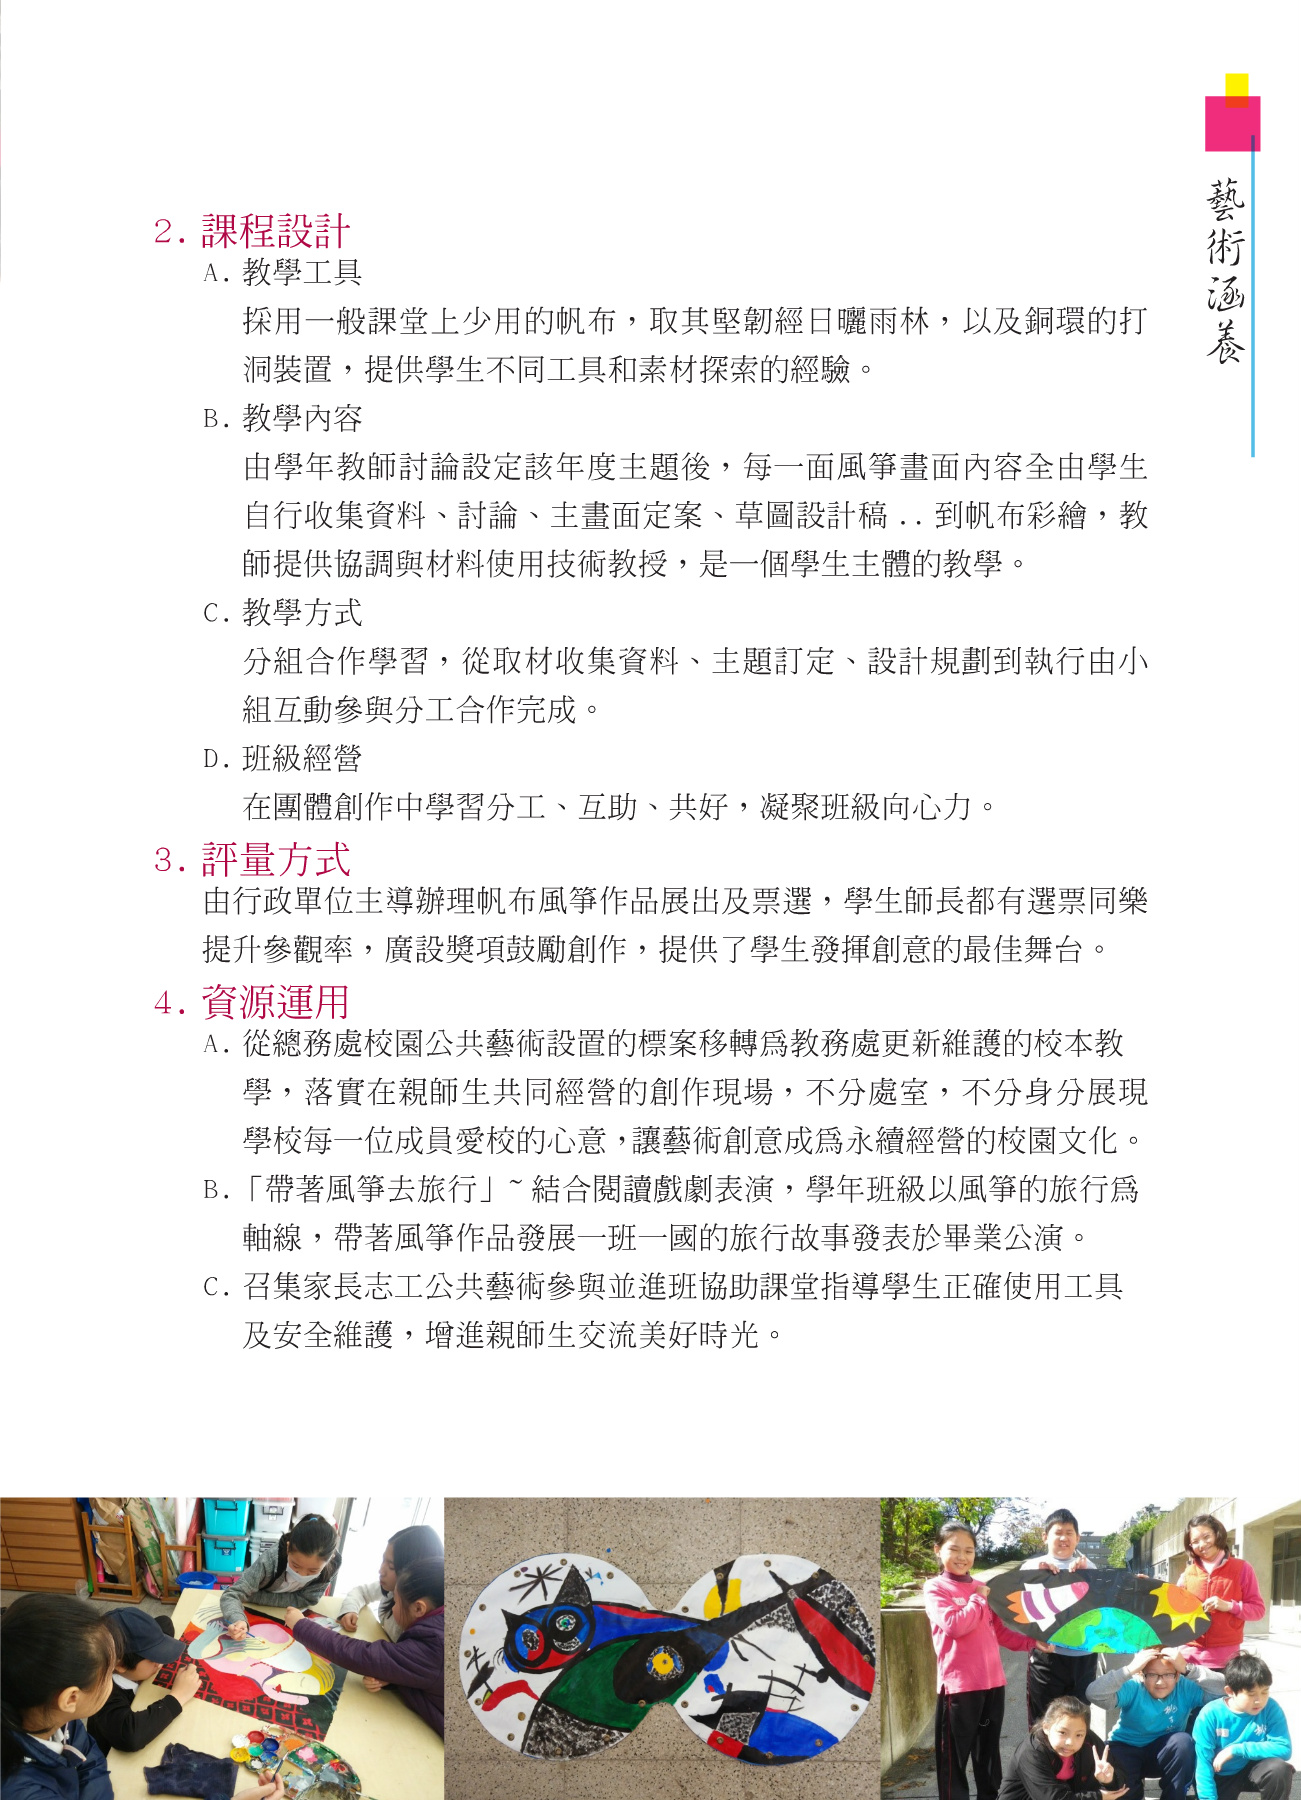 藝術涵養
2. 課程設計
A. 教學工具
採用一般課堂上少用的帆布，取其堅韌經日曬雨林，以及銅環的打
洞裝置，提供學生不同工具和素材探索的經驗。
B. 教學內容
由學年教師討論設定該年度主題後，每一面風箏畫面內容全由學生
自行收集資料、討論、主畫面定案、草圖設計稿 .. 到帆布彩繪，教
師提供協調與材料使用技術教授，是一個學生主體的教學。
C. 教學方式
分組合作學習，從取材收集資料、主題訂定、設計規劃到執行由小
組互動參與分工合作完成。
D. 班級經營
在團體創作中學習分工、互助、共好，凝聚班級向心力。
3. 評量方式
由行政單位主導辦理帆布風箏作品展出及票選，學生師長都有選票同樂
提升參觀率，廣設獎項鼓勵創作，提供了學生發揮創意的最佳舞台。
4. 資源運用
A. 從總務處校園公共藝術設置的標案移轉為教務處更新維護的校本教
學，落實在親師生共同經營的創作現場，不分處室，不分身分展現
學校每一位成員愛校的心意，讓藝術創意成為永續經營的校園文化。
B.「帶著風箏去旅行」~ 結合閱讀戲劇表演，學年班級以風箏的旅行為
軸線，帶著風箏作品發展一班一國的旅行故事發表於畢業公演。
C. 召集家長志工公共藝術參與並進班協助課堂指導學生正確使用工具
及安全維護，增進親師生交流美好時光。